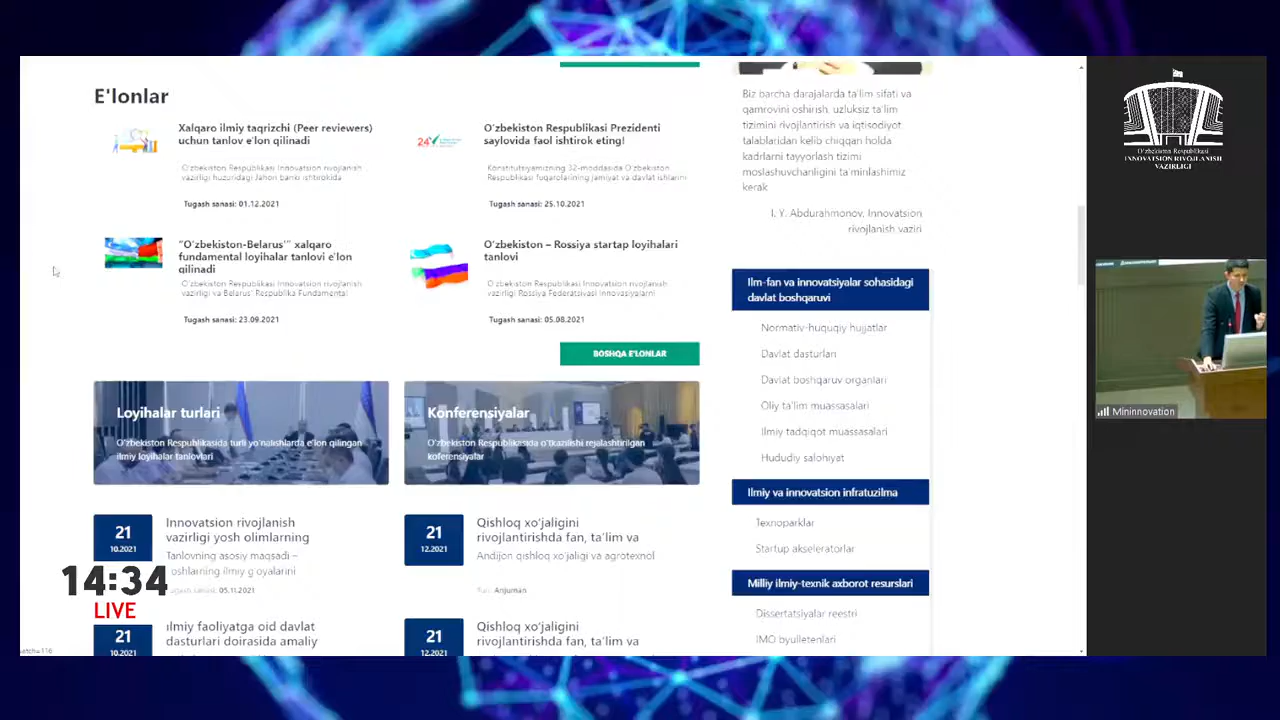 E'lonlar
Xalqaro ilmiy taqrizchi (Peer reviewers)
uchun tanlov e'lon qilinadi
O'zbekiston Respublikasi Innovatsion rivojlanish
vazirligi huzuridagi Jahon banki ishtirokida
Tugash sanasi: 01.12.2021
24
O'zbekiston Respublikasi Prezidenti
saylovida faol ishtirok eting!
Konstitutsiyamizning 32-moddasida O'zbekiston
Respublikasi fuqarolarining jamiyat va davlat ishlarini
Tugash sanasi: 25.10.2021
"O'zbekiston-Belarus'" xalqaro
fundamental loyihalar tanlovi e'lon
qilinadi
O'zbekiston Respublikasi Innovatsion rivojlanish
vazirligi va Belarus' Respublika Fundamental
Tugash sanasi: 23.09.2021
O'zbekiston – Rossiya startap loyihalari
tanlovi
O'zbekiston Respublikasi Innovatsion rivojlanish
vazirligi Rossiya Federatsiyasi Innovasiyalarni
Tugash sanasi: 05.08.2021
BOSHQA E'LONLAR
Loyihalar turlari
O'zbekiston Respublikasida turli yo'nalishlarda e'lon qilingan
ilmiy loyihalar tanlovlari
Konferensiyalar
O'zbekiston Respublikasida o'tkazilishi rejalashtirilgan
koferensiyalar
21
10.2021
Innovatsion rivojlanish
vazirligi yosh olimlarning
Tanlovning asosiy maqsadi –
oshlarning ilmiy g'oyalarini
ugash sanasi: 05.11.2021
21
12.2021
Qishloq xo'jaligini
rivojlantirishda fan, ta'lim va
Andijon qishloq xo'jaligi va agrotexnol
Turi: Anjuman
14:34
LIVE
21
10.2021
ilmiy faoliyatga oid davlat
dasturlari doirasida amaliy
21
12.2021
Qishloq xo'jaligini
rivojlantirishda fan, ta'lim va
Biz barcha darajalarda ta'lim sifati va
qamrovini oshirish, uzluksiz ta'lim
tizimini rivojlantirish va iqtisodiyot
talablaridan kelib chiqqan holda
kadrlarni tayyorlash tizimi
moslashuvchanligini ta'minlashimiz
kerak
I. Y. Abdurahmonov, Innovatsion
rivojlanish vaziri
Ilm-fan va innovatsiyalar sohasidagi
davlat boshqaruvi
Normativ-huquqiy hujjatlar
Davlat dasturlari
Davlat boshqaruv organlari
Oliy ta'lim muassasalari
Ilmiy tadqiqot muassasalari
Hududiy salohiyat
Ilmiy va innovatsion infratuzilma
Texnoparklar
Startup akseleratorlar
Milliy ilmiy-texnik axborot resurslari
Dissertatsiyalar reestri
IMO byulletenlari
O'zbekiston Respublikasi
INNOVATSION RIVOJLANISH
VAZIRLIGI
Mininnovation